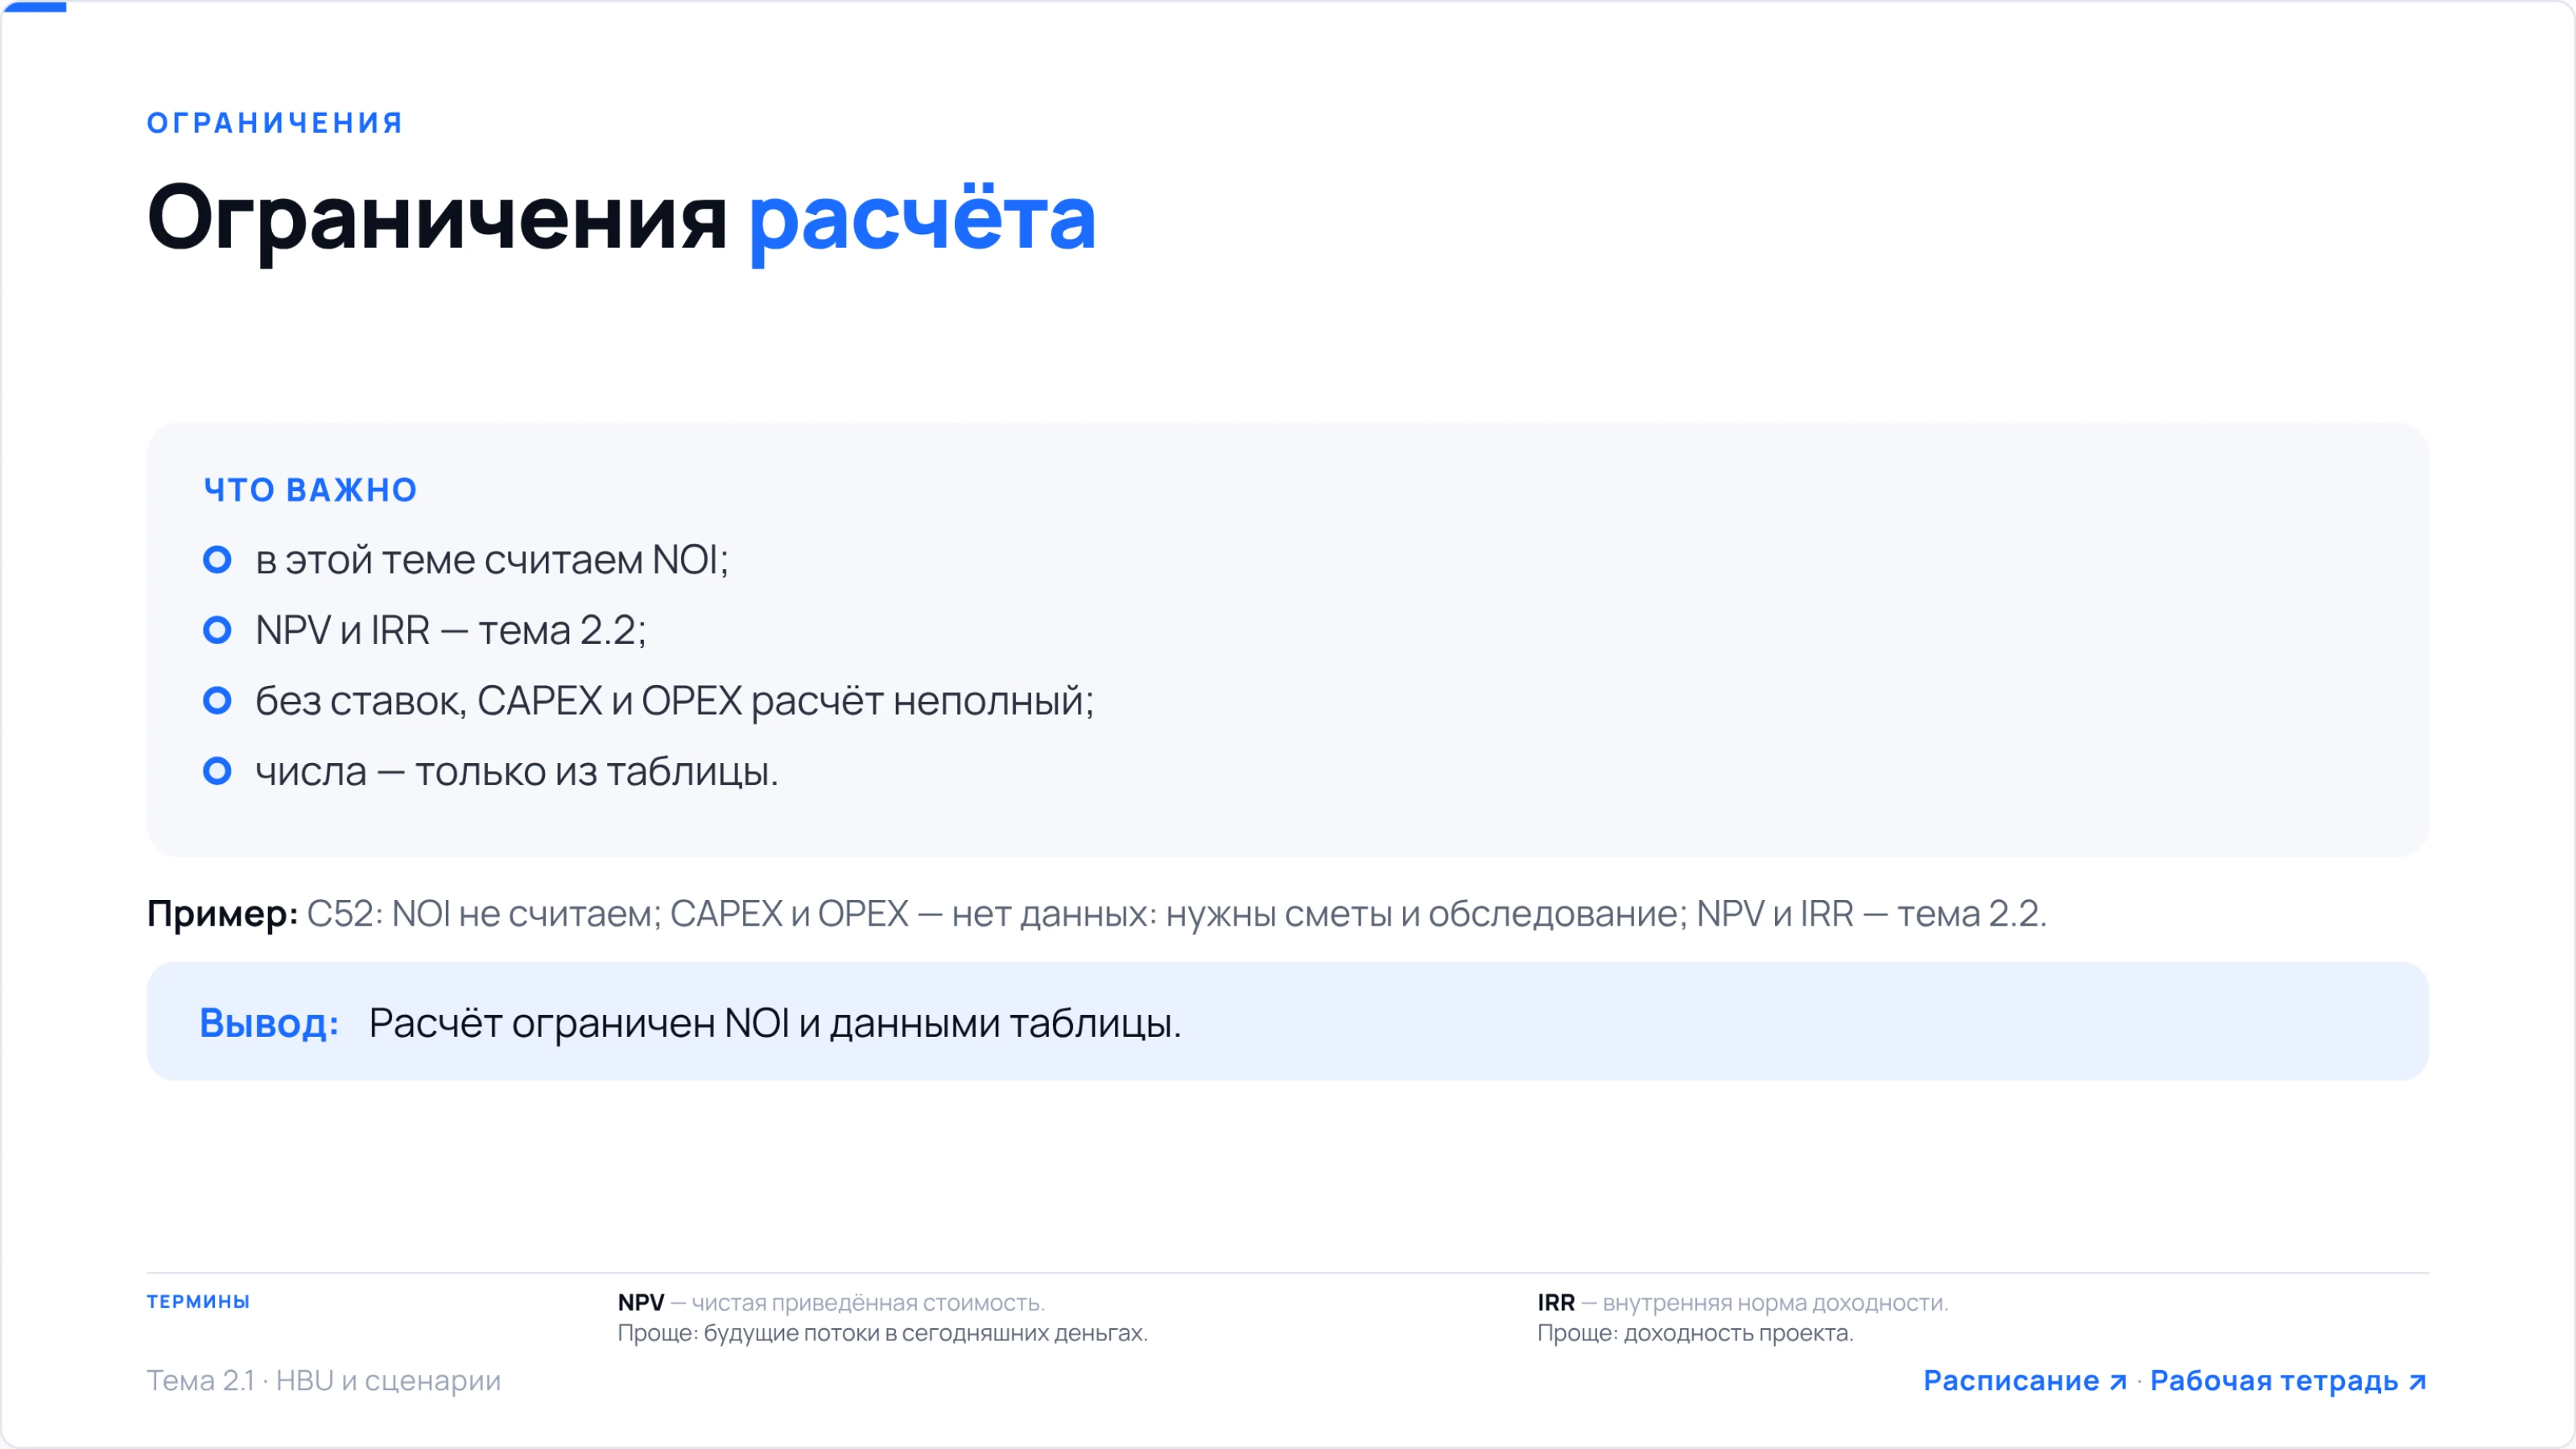 ОГРАНИЧЕНИЯ
Ограничения расчёта
ЧТО ВАЖНО
в этой теме считаем NOI;
NPV и IRR — тема 2.2;
без ставок, CAPEX и OPEX расчёт неполный;
числа — только из таблицы.
Пример: C52: NOI не считаем; CAPEX и OPEX — нет данных: нужны сметы и обследование; NPV и IRR — тема 2.2.
Вывод: Расчёт ограничен NOI и данными таблицы.
ТЕРМИНЫ
NPV — чистая приведённая стоимость.
Проще: будущие потоки в сегодняшних деньгах.
IRR — внутренняя норма доходности.
Проще: доходность проекта.
Тема 2.1 · HBU и сценарии
Расписание ↗ · Рабочая тетрадь ↗